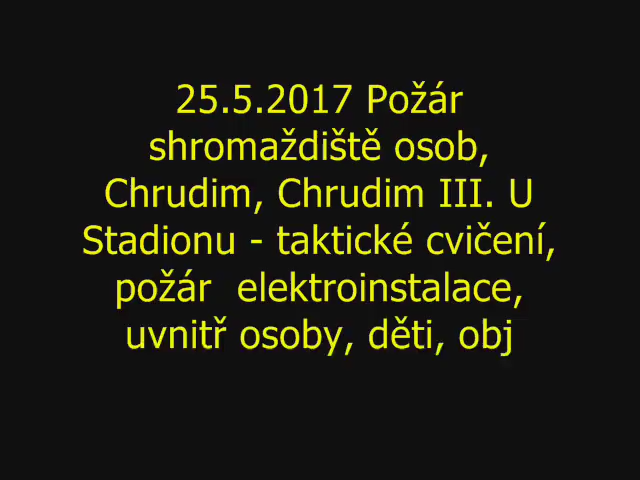 25.5.2017 Požár
shromaždiště osob,
Chrudim, Chrudim III. U
Stadionu - taktické cvičení,
požár  elektroinstalace,
uvnitř osoby, děti, obj